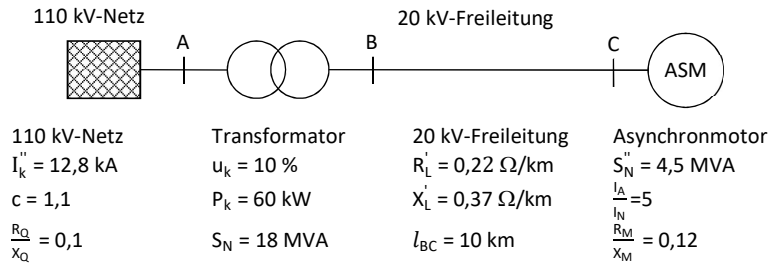 110 kV-Netz 20 kV-Freileitung
A B C ASM
110 kV-Netz Transformator 20 kV-Freileitung Asynchronmotor
I''k = 12,8 kA uk = 10 % R'L = 0,22 Ω/km S''N = 4,5 MVA
c = 1,1 Pk = 60 kW X'L = 0,37 Ω/km IA/IN=5
RQ/XQ = 0,1 SN = 18 MVA lBC = 10 km RM/XM = 0,12